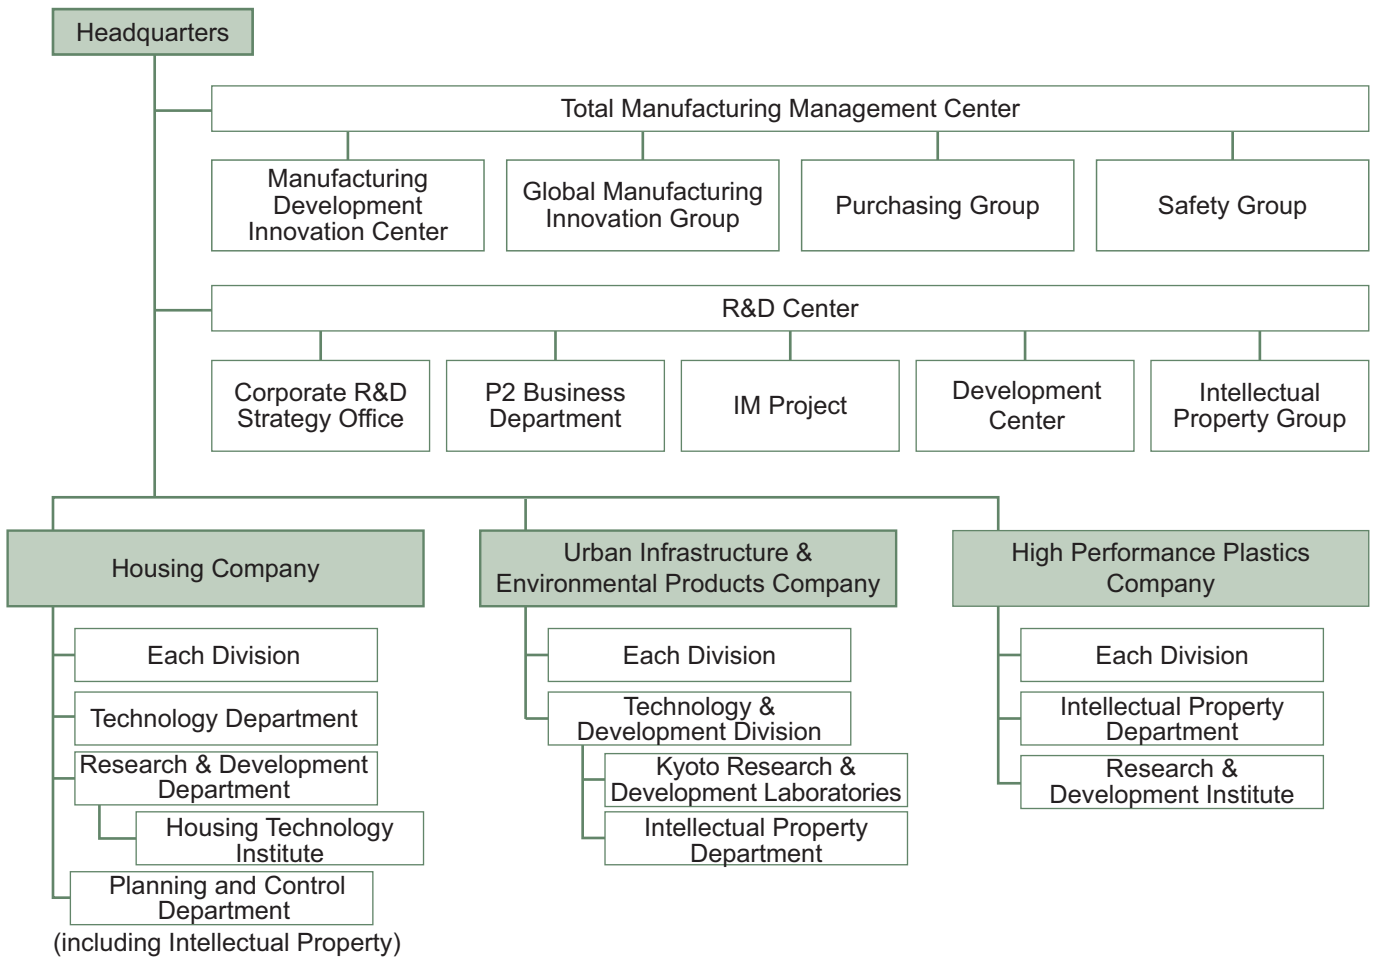 Headquarters
Total Manufacturing Management Center
Manufacturing
Development
Innovation Center
Global Manufacturing
Innovation Group
Purchasing Group
Safety Group
R&D Center
Corporate R&D
Strategy Office
P2 Business
Department
IM Project
Development
Center
Intellectual
Property Group
Housing Company
Each Division
Technology Department
Research & Development
Department
Housing Technology
Institute
Planning and Control
Department
(including Intellectual Property)
Urban Infrastructure &
Environmental Products Company
Each Division
Technology &
Development Division
Kyoto Research &
Development Laboratories
Intellectual Property
Department
High Performance Plastics
Company
Each Division
Intellectual Property
Department
Research &
Development Institute